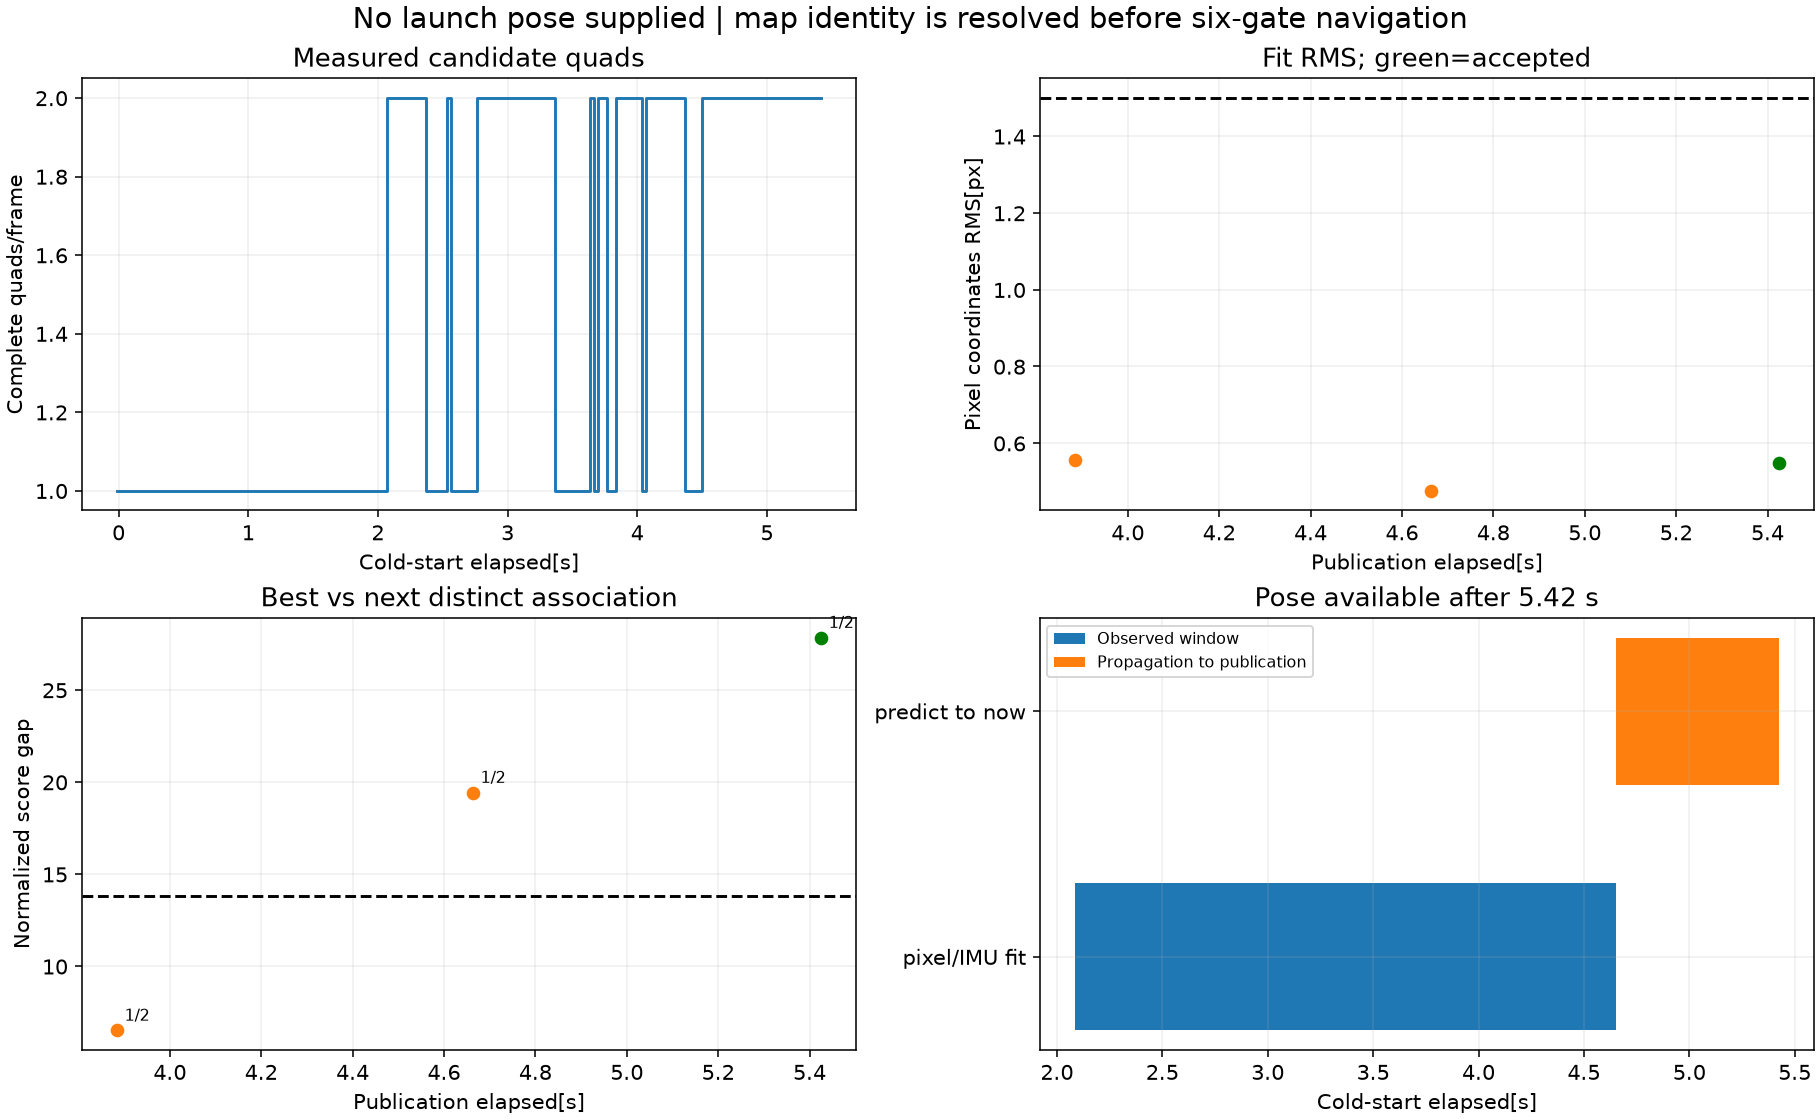 No launch pose supplied | map identity is resolved before six-gate navigation
Measured candidate quads
Complete quads/frame
2.0
1.8
1.6
1.4
1.2
1.0
0 1 2 3 4 5
Cold-start elapsed[s]
Fit RMS; green=accepted
Pixel coordinates RMS[px]
1.4
1.2
1.0
0.8
0.6
4.0 4.2 4.4 4.6 4.8 5.0 5.2 5.4
Publication elapsed[s]
Best vs next distinct association
Normalized score gap
1/2
25
20
1/2
15
10
1/2
4.0 4.2 4.4 4.6 4.8 5.0 5.2 5.4
Publication elapsed[s]
Pose available after 5.42 s
Observed window
Propagation to publication
predict to now
pixel/IMU fit
2.0 2.5 3.0 3.5 4.0 4.5 5.0 5.5
Cold-start elapsed[s]